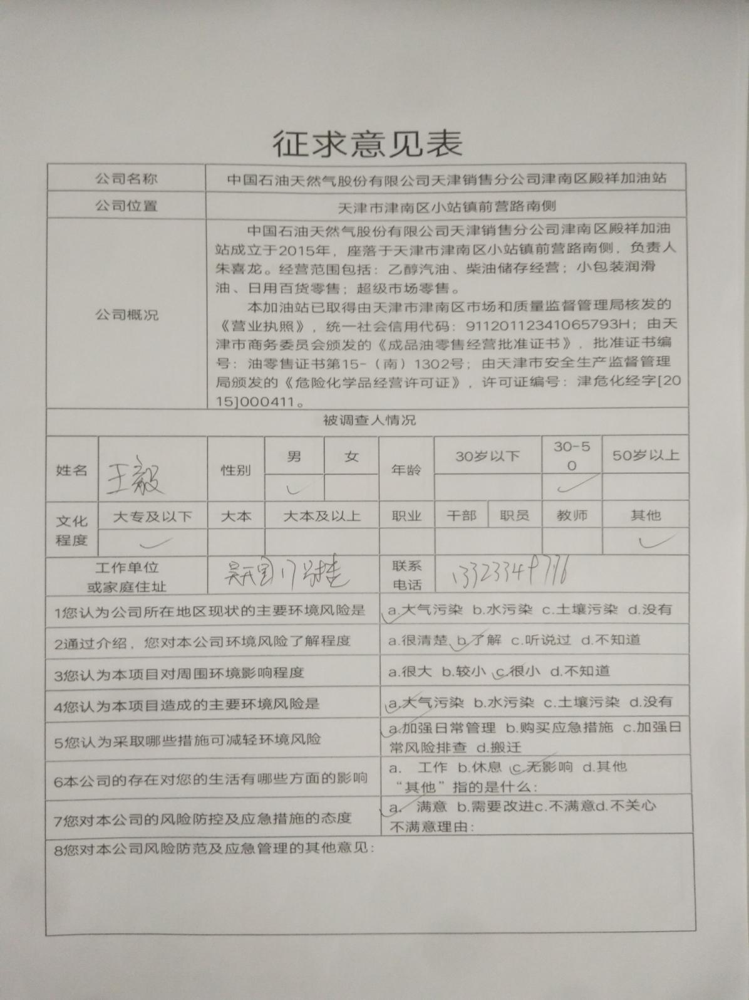 征求意见表
公司名称 中国石油天然气股份有限公司天津销售分公司津南区殿祥加油站
公司位置 天津市津南区小站镇前营路南侧
公司概况
中国石油天然气股份有限公司天津销售分公司津南区殿祥加油
站成立于2015年，座落于天津市津南区小站镇前营路南侧，负责人
朱喜龙。经营范围包括：乙醇汽油、柴油储存经营；小包装润滑
油、日用百货零售；超级市场零售。
本加油站已取得由天津市津南区市场和质量监督管理局核发的
《营业执照》，统一社会信用代码：91120112341065793H；由天
津市商务委员会颁发的《成品油零售经营批准证书》，批准证书编
号：油零售证书第15-（南）1302号；由天津市安全生产监督管理
局颁发的《危险化学品经营许可证》，许可证编号：津危化经字[20
15]000411。
被调查人情况
姓名 王毅 性别 男 女 年龄 30岁以下 30-5
0 50岁以上
✓ ✓
文化
程度 大专及以下 大本 大本及以上 职业 干部 职员 教师 其他
✓ ✓
工作单位
或家庭住址 17号楼
联系
电话
1您认为公司所在地区现状的主要环境风险是 a.大气污染 b.水污染 c.土壤污染 d.没有
2通过介绍，您对本公司环境风险了解程度 a.很清楚 b.了解 c.听说过 d.不知道
3您认为本项目对周围环境影响程度 a.很大 b.较小 c.很小 d.不知道
4您认为本项目造成的主要环境风险是 a.大气污染 b.水污染 c.土壤污染 d.没有
5您认为采取哪些措施可减轻环境风险 a.加强日常管理 b.购买应急措施 c.加强日
常风险排查 d.搬迁
6本公司的存在对您的生活有哪些方面的影响 a. 工作 b.休息 c.无影响 d.其他
“其他”指的是什么：
7您对本公司的风险防控及应急措施的态度 a. 满意 b.需要改进c.不满意d.不关心
不满意理由：
8您对本公司风险防范及应急管理的其他意见：